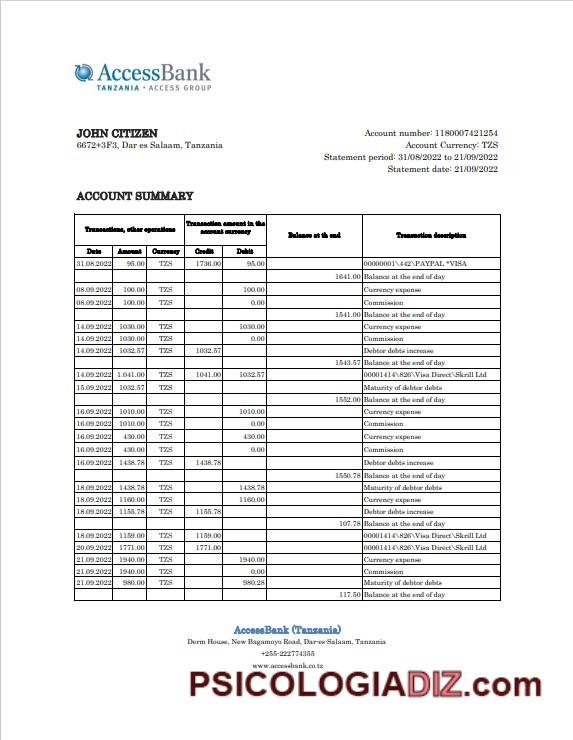 AccessBank
TANZANIA • ACCESS GROUP
JOHN CITIZEN
6672+3F3, Dar es Salaam, Tanzania
Account number: 1180007421254
Account Currency: TZS
Statement period: 31/08/2022 to 21/09/2022
Statement date: 21/09/2022
ACCOUNT SUMMARY
Transactions, other operations Transaction amount in the account currency Balance at th end Transaction description
Date Amount Currency Credit Debit
31.08.2022 95.00 TZS 1736.00 95.00 00000001\442\PAYPAL *VISA
1641.00 Balance at the end of day
08.09.2022 100.00 TZS 100.00 Currency expense
08.09.2022 100.00 TZS 0.00 Commission
1541.00 Balance at the end of day
14.09.2022 1030.00 TZS 1030.00 Currency expense
14.09.2022 1030.00 TZS 0.00 Commission
14.09.2022 1032.57 TZS 1032.57 Debtor debts increase
1543.57 Balance at the end of day
14.09.2022 1.041.00 TZS 1041.00 1032.57 00001414\826\Visa Direct\Skrill Ltd
15.09.2022 1032.57 TZS Maturity of debtor debts
1552.00 Balance at the end of day
16.09.2022 1010.00 TZS 1010.00 Currency expense
16.09.2022 1010.00 TZS 0.00 Commission
16.09.2022 430.00 TZS 430.00 Currency expense
16.09.2022 430.00 TZS 0.00 Commission
16.09.2022 1438.78 TZS 1438.78 Debtor debts increase
1550.78 Balance at the end of day
18.09.2022 1438.78 TZS 1438.78 Maturity of debtor debts
18.09.2022 1160.00 TZS 1160.00 Currency expense
18.09.2022 1155.78 TZS 1155.78 Debtor debts increase
107.78 Balance at the end of day
18.09.2022 1159.00 TZS 1159.00 00001414\826\Visa Direct\Skrill Ltd
20.09.2022 1771.00 TZS 1771.00 00001414\826\Visa Direct\Skrill Ltd
21.09.2022 1940.00 TZS 1940.00 Currency expense
21.09.2022 1940.00 TZS 0.00 Commission
21.09.2022 980.00 TZS 980.28 Maturity of debtor debts
117.50 Balance at the end of day
AccessBank (Tanzania)
Derm House, New Bagamoyo Road, Dar-es-Salaam, Tanzania
+255-222774355
www.accessbank.co.tz
PSICOLOGIADIZ.com